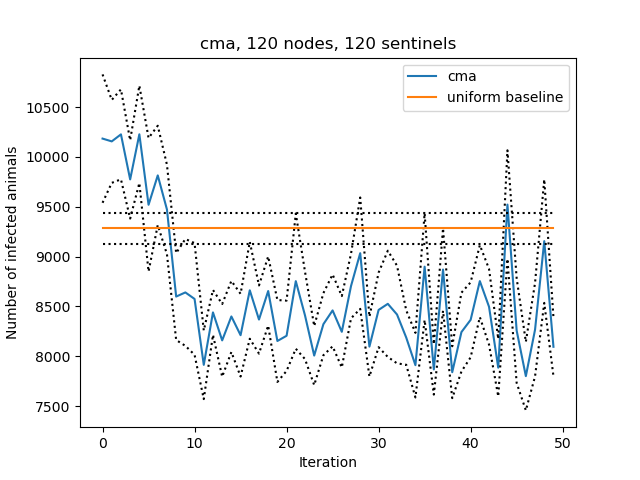 cma, 120 nodes, 120 sentinels
cma
uniform baseline
Number of infected animals
10500
10000
9500
9000
8500
8000
7500
0 10 20 30 40 50
Iteration